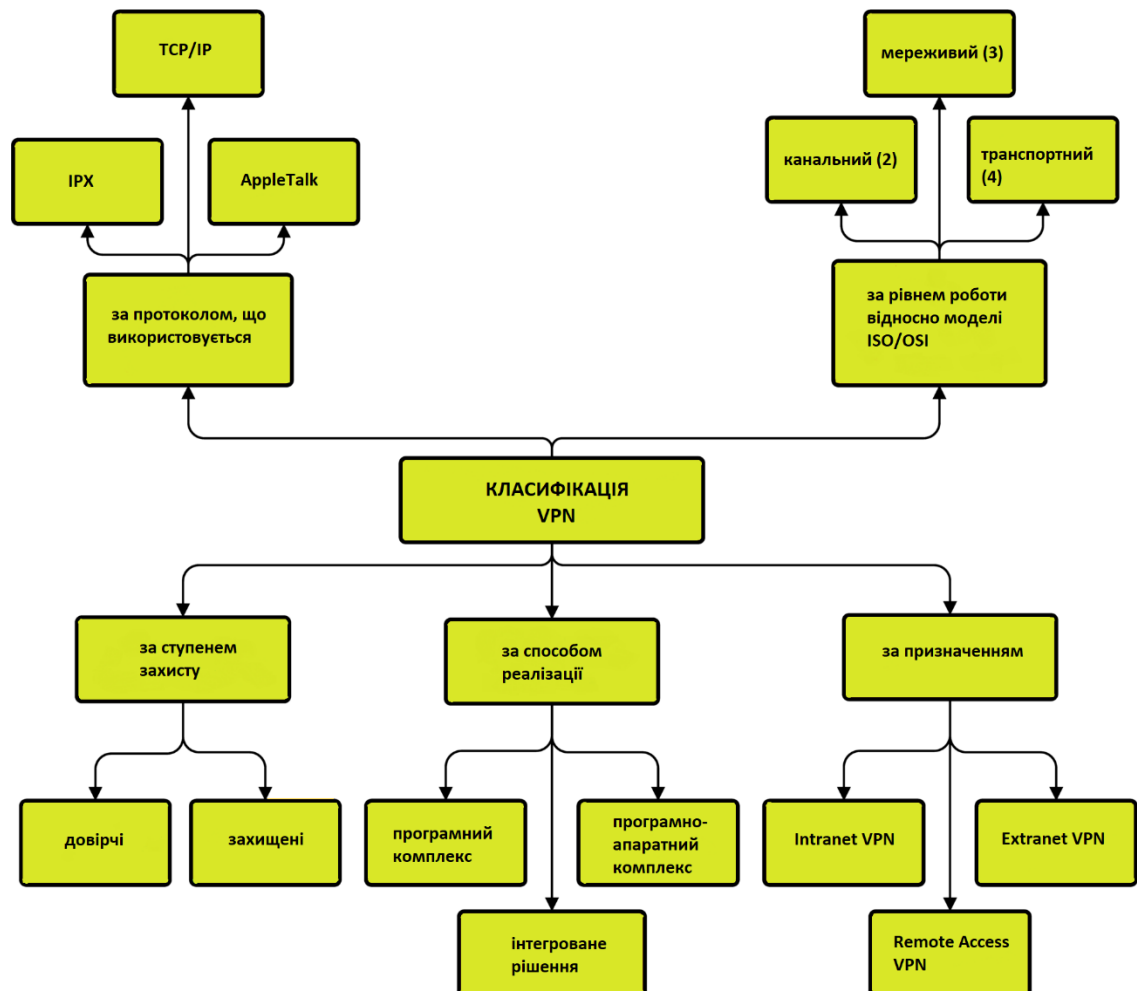 TCP/IP
мереживий (3)
IPX
AppleTalk
канальний (2)
транспортний
(4)
за протоколом, що
використовується
за рівнем роботи
відносно моделі
ISO/OSI
КЛАСИФІКАЦІЯ
VPN
за ступенем
захисту
за способом
реалізації
за призначенням
довірчі
захищені
програмний
комплекс
програмно-
апаратний
комплекс
Intranet VPN
Extranet VPN
інтегроване
рішення
Remote Access
VPN